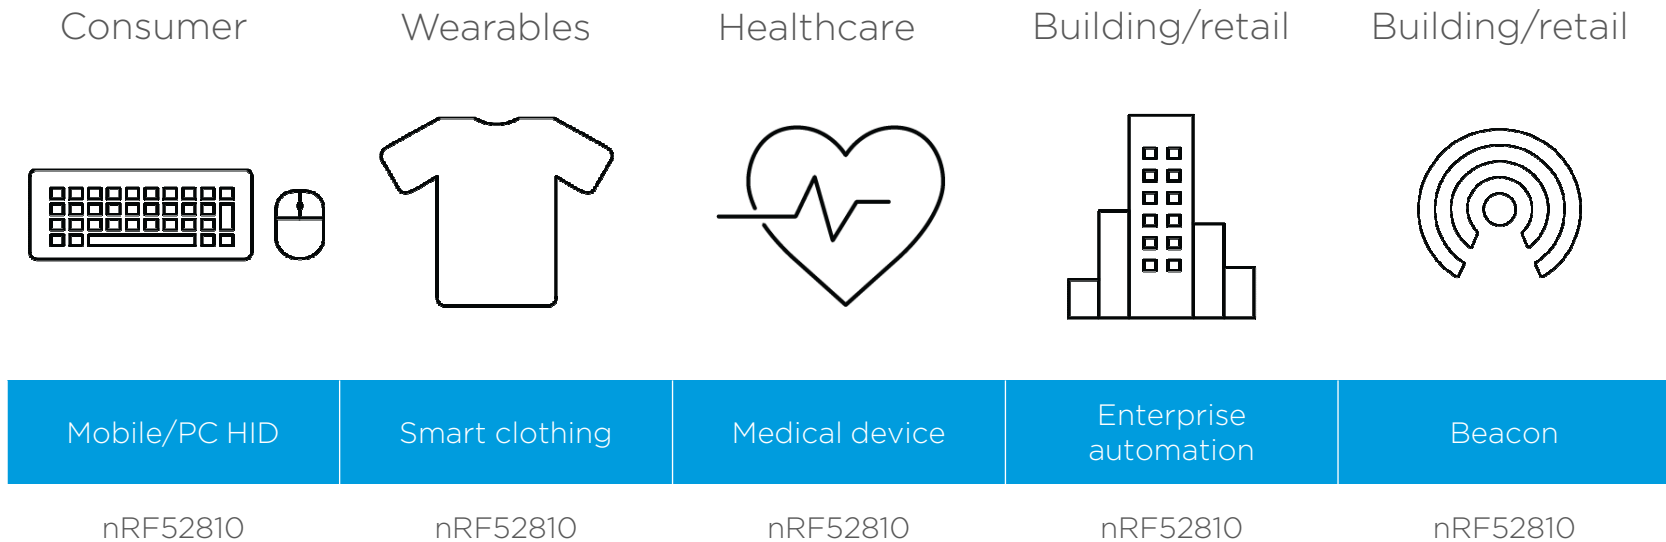 Consumer
Wearables
Healthcare
Building/retail
Building/retail
Mobile/PC HID
Smart clothing
Medical device
Enterprise
automation
Beacon
nRF52810
nRF52810
nRF52810
nRF52810
nRF52810